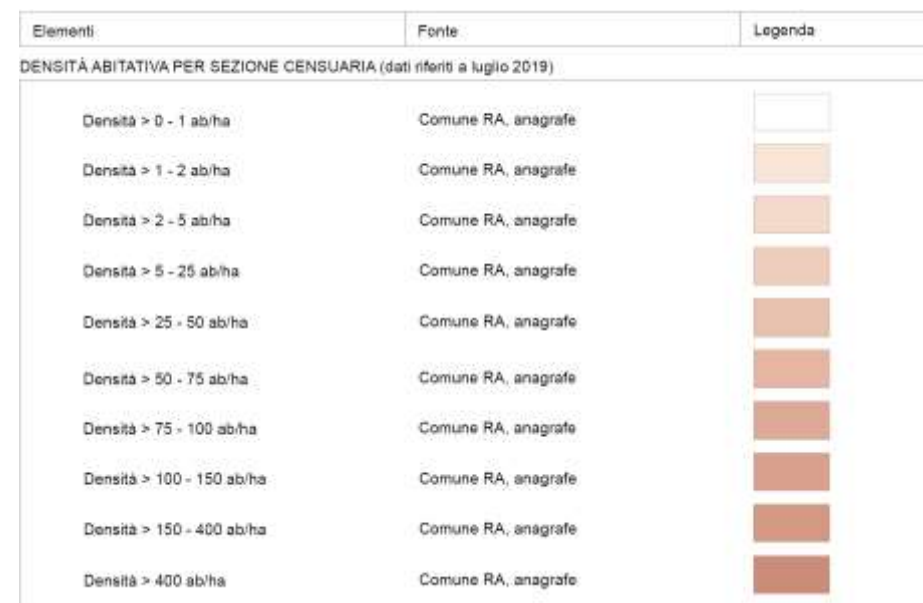 Elementi Fonte Legenda
DENSITÀ ABITATIVA PER SEZIONE CENSUARIA (dati riferiti a luglio 2019)
Densità > 0 - 1 ab/ha Comune RA, anagrafe
Densità > 1 - 2 ab/ha Comune RA, anagrafe
Densità > 2 - 5 ab/ha Comune RA, anagrafe
Densità > 5 - 25 ab/ha Comune RA, anagrafe
Densità > 25 - 50 ab/ha Comune RA, anagrafe
Densità > 50 - 75 ab/ha Comune RA, anagrafe
Densità > 75 - 100 ab/ha Comune RA, anagrafe
Densità > 100 - 150 ab/ha Comune RA, anagrafe
Densità > 150 - 400 ab/ha Comune RA, anagrafe
Densità > 400 ab/ha Comune RA, anagrafe